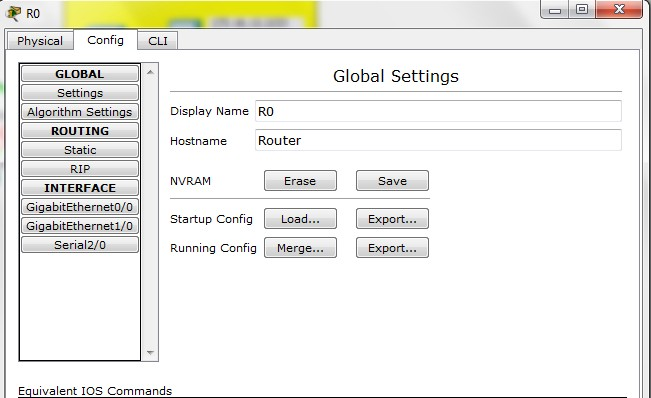 R0
Physical Config CLI
GLOBAL
Settings
Algorithm Settings
ROUTING
Static
RIP
INTERFACE
GigabitEthernet0/0
GigabitEthernet1/0
Serial2/0
Global Settings
Display Name R0
Hostname Router
NVRAM Erase Save
Startup Config Load... Export...
Running Config Merge... Export...
Equivalent IOS Commands